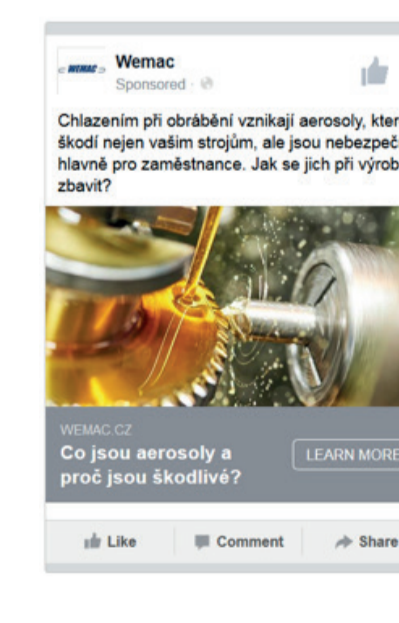 WEMAC
Wemac
Sponsored ·
Chlazením při obrábění vznikají aerosoly, kter
škodí nejen vašim strojům, ale jsou nebezpeč
hlavně pro zaměstnance. Jak se jich při výrob
zbavit?
WEMAC.CZ
Co jsou aerosoly a
proč jsou škodlivé?
LEARN MORE
Like Comment Share